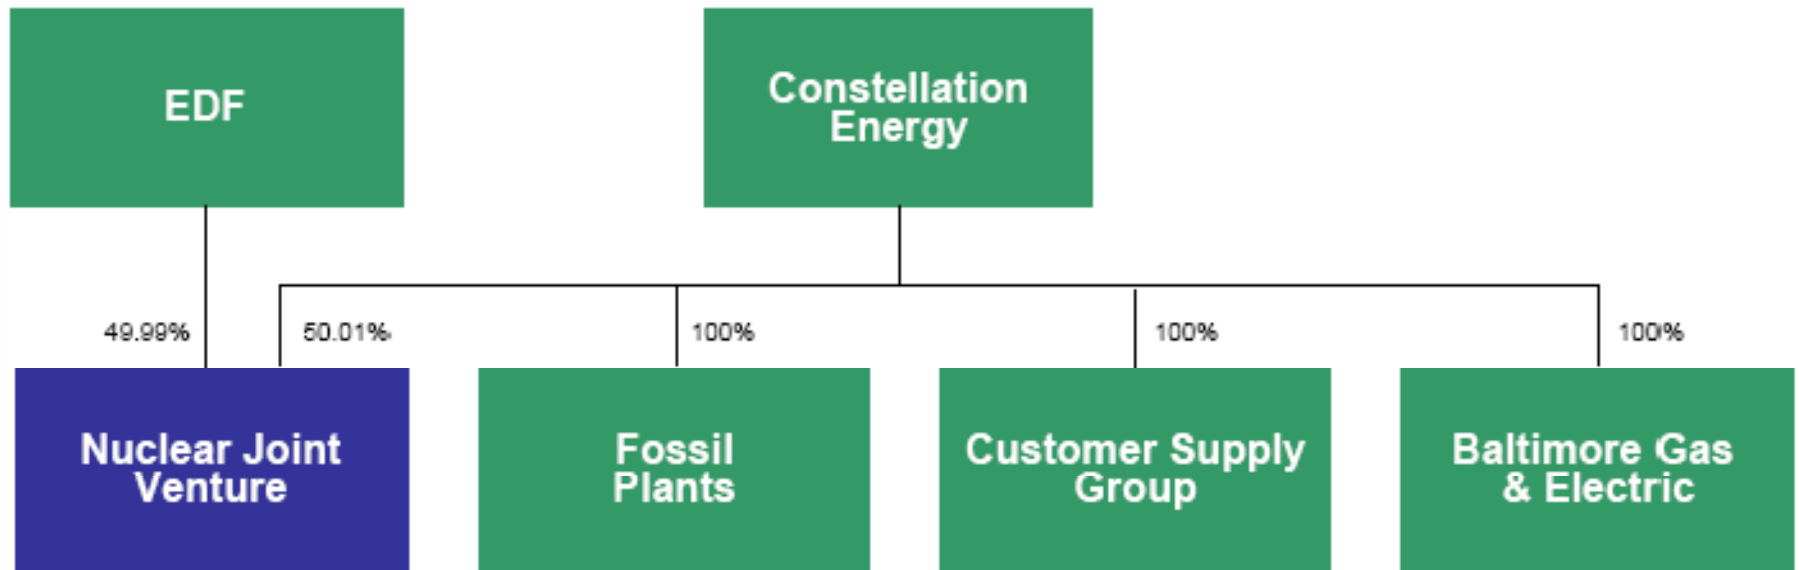 EDF
Constellation
Energy
49.99%
50.01%
100%
100%
100%
Nuclear Joint
Venture
Fossil
Plants
Customer Supply
Group
Baltimore Gas
& Electric